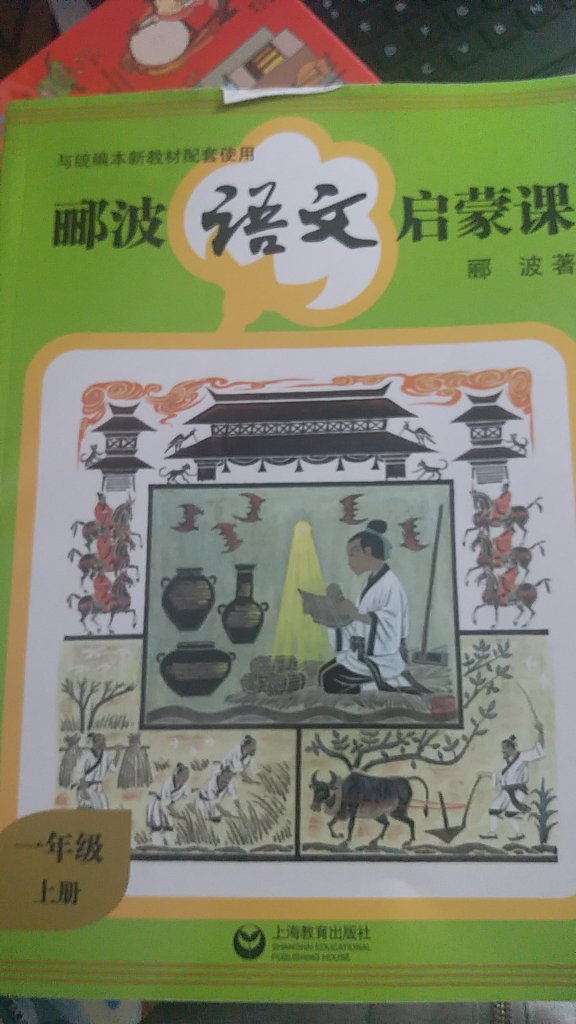 与统编本新教材配套使用
郦波语文启蒙课
郦 波 著
一年级
上册
上海教育出版社
SHANGHAI EDUCATIONAL
PUBLISHING HOUSE